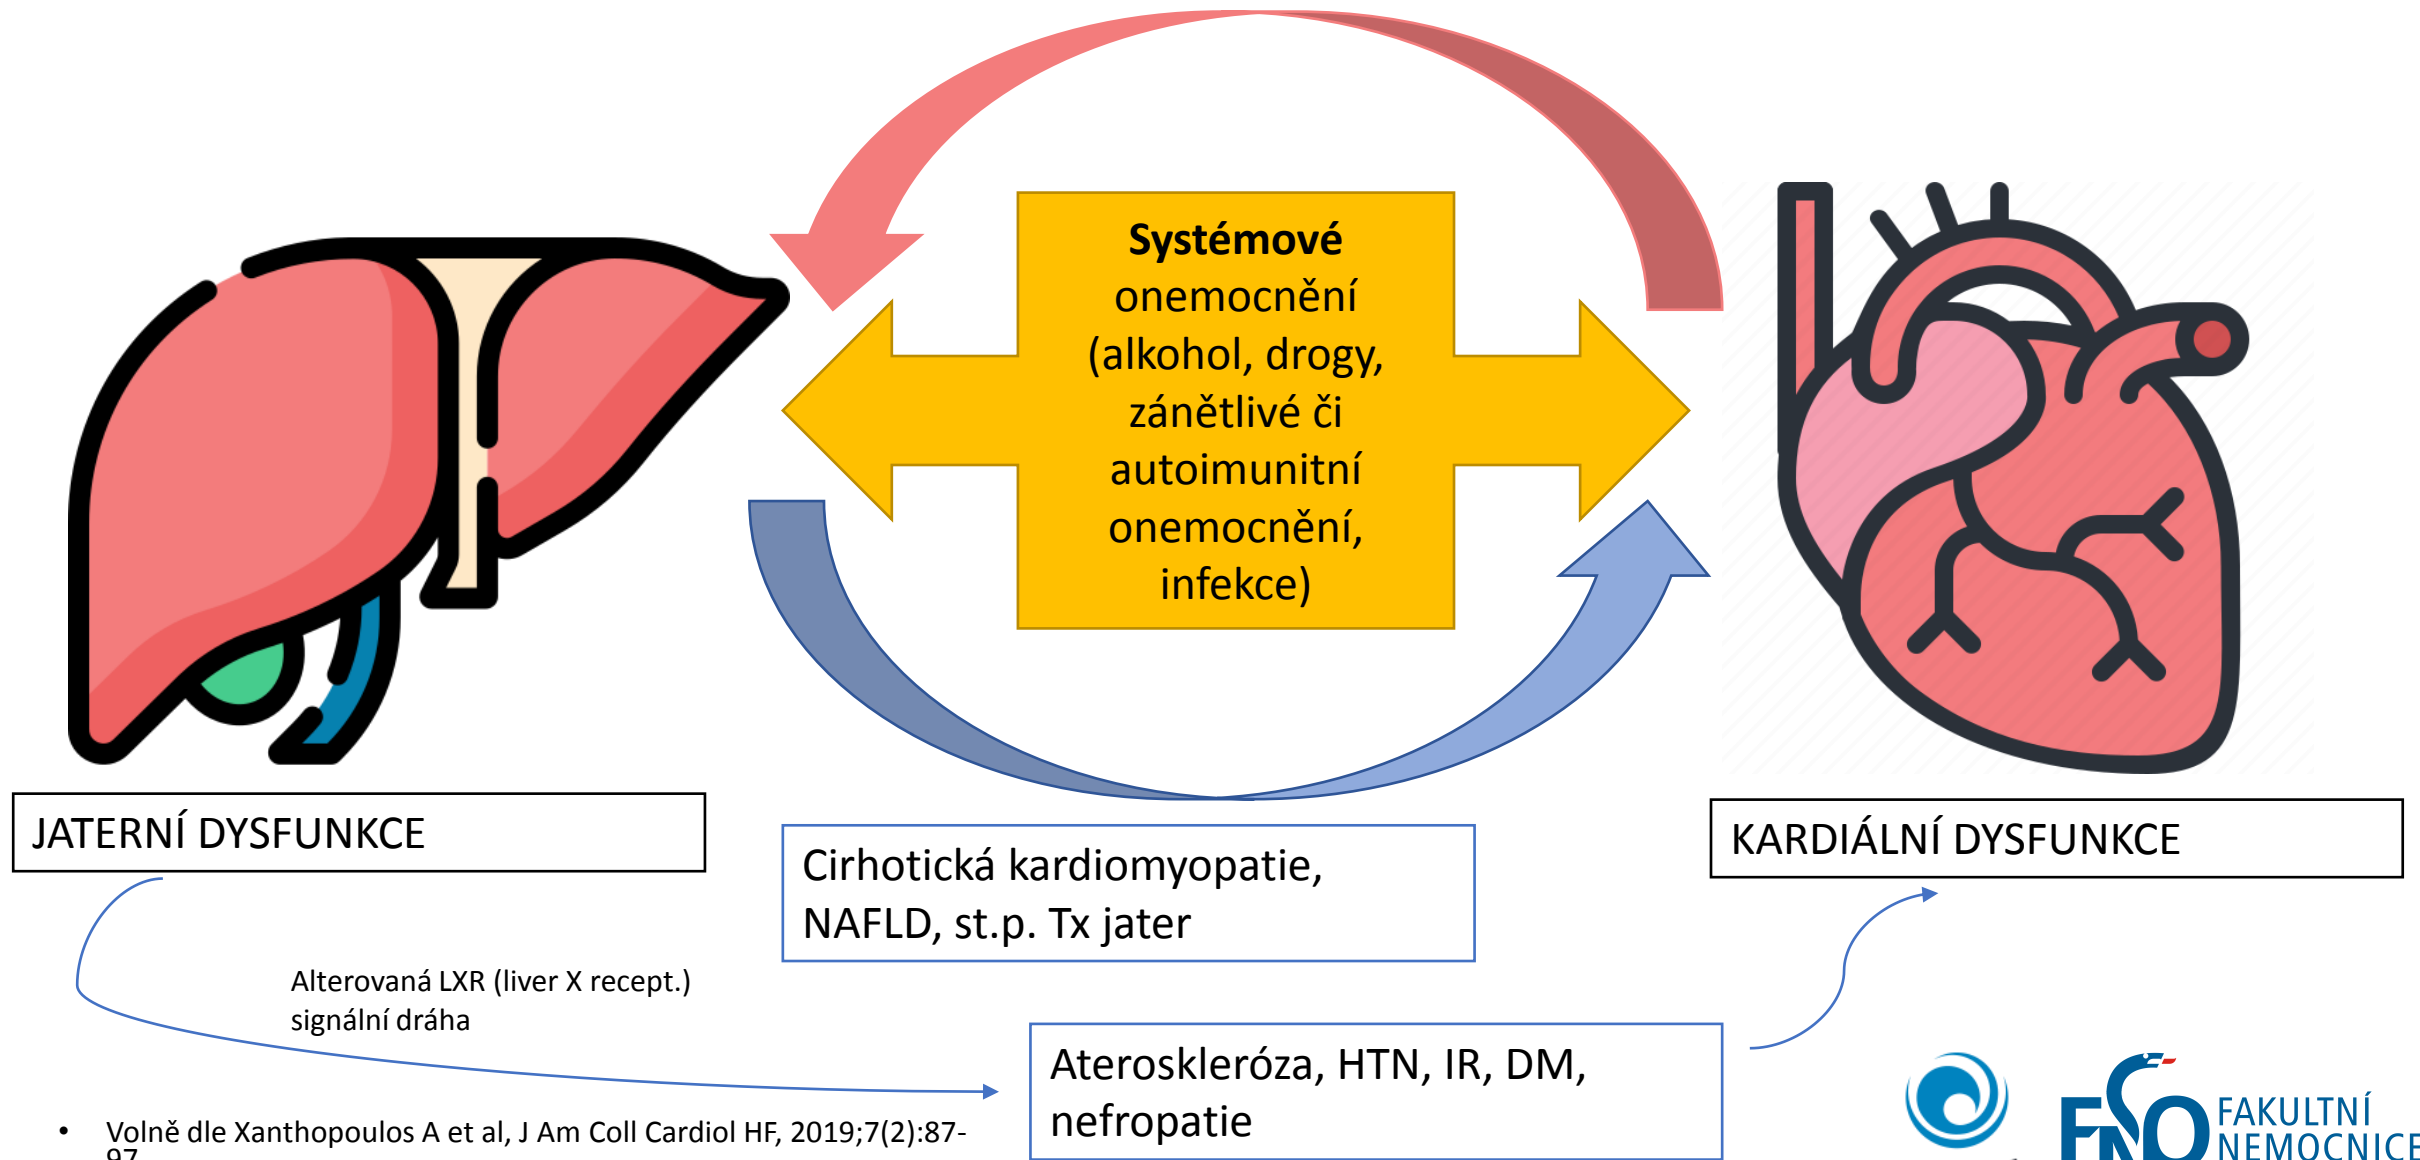 Systémové
onemocnění
(alkohol, drogy,
zánětlivé či
autoimunitní
onemocnění,
infekce)
JATERNÍ DYSFUNKCE
KARDIÁLNÍ DYSFUNKCE
Cirhotická kardiomyopatie,
NAFLD, st.p. Tx jater
Alterovaná LXR (liver X recept.)
signální dráha
Ateroskleróza, HTN, IR, DM,
nefropatie
• Volně dle Xanthopoulos A et al, J Am Coll Cardiol HF, 2019;7(2):87-
97
FNO FAKULTNÍ
NEMOCNICE